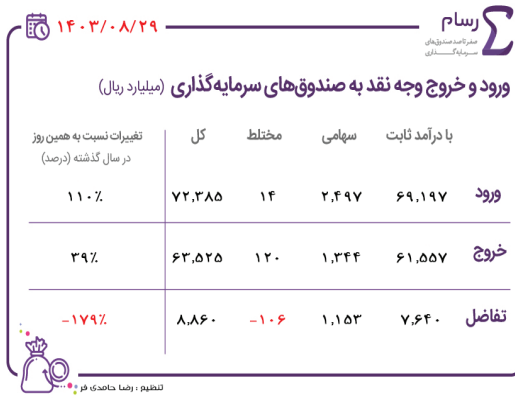 رسام
صفر تا صد صندوق‌های
سرمایه‌گذاری
۱۴۰۳/۰۸/۲۹
ورود و خروج وجه نقد به صندوق‌های سرمایه‌گذاری (میلیارد ریال)
با درآمد ثابت سهامی مختلط کل تغییرات نسبت به همین روز
در سال گذشته (درصد)
ورود ۶۹,۱۹۷ ۲,۴۹۷ ۱۴ ۷۲,۳۸۵ ۱۱۰٪
خروج ۶۱,۵۵۷ ۱,۳۴۴ ۱۲۰ ۶۳,۵۲۵ ۳۹٪
تفاضل ۷,۶۴۰ ۱,۱۵۳ -۱۰۶ ۸,۸۶۰ -۱۷۹٪
تنظیم : رضا حامدی فر